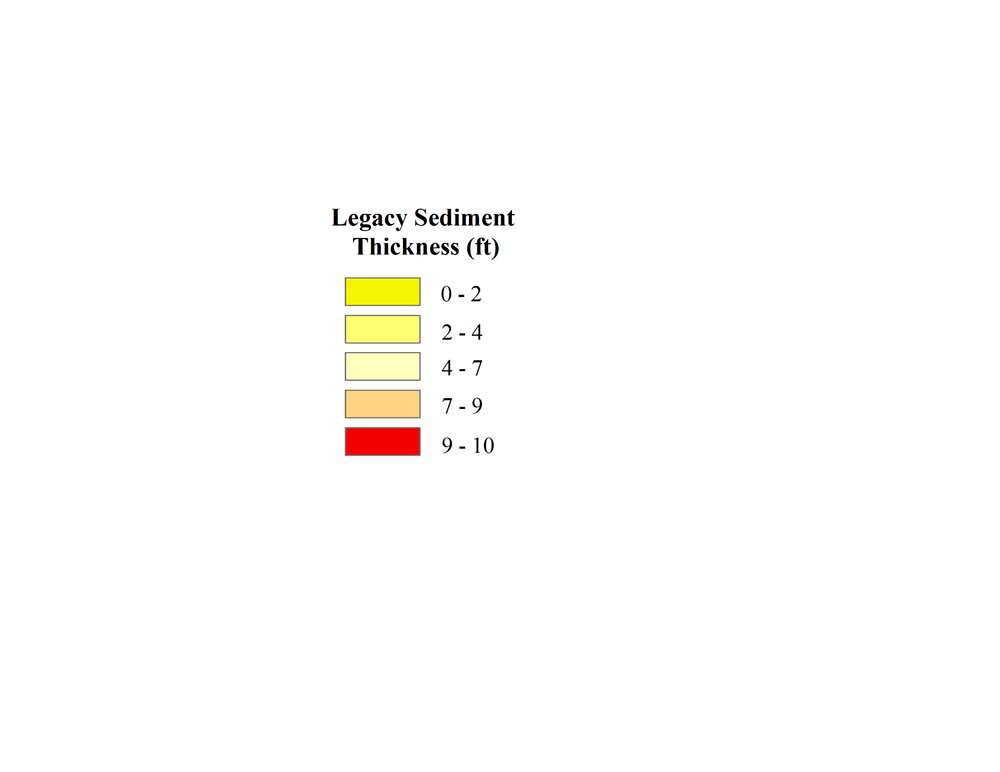 Legacy Sediment
Thickness (ft)
0 - 2
2 - 4
4 - 7
7 - 9
9 - 10